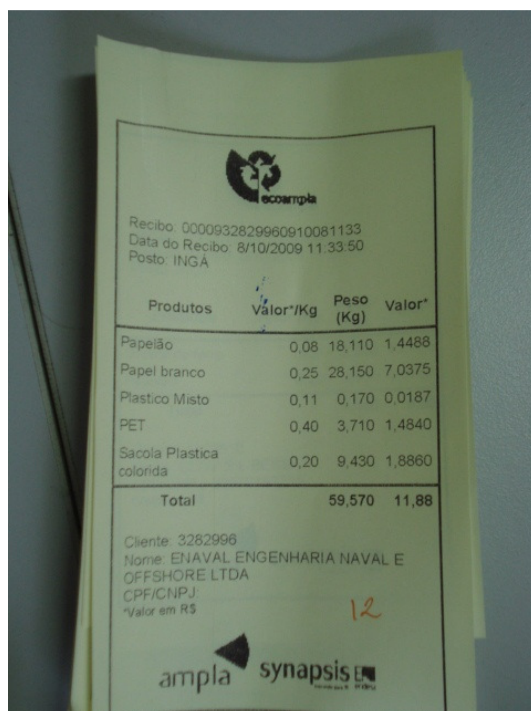 ecoampla
Recibo: 0000932829960910081133
Data do Recibo: 8/10/2009 11:33:50
Posto: INGÁ
Produtos Valor*/Kg Peso (Kg) Valor*
Papelão 0,08 18,110 1,4488
Papel branco 0,25 28,150 7,0375
Plastico Misto 0,11 0,170 0,0187
PET 0,40 3,710 1,4840
Sacola Plastica
colorida 0,20 9,430 1,8860
Total 59,570 11,88
Cliente: 3282996
Nome: ENAVAL ENGENHARIA NAVAL E
OFFSHORE LTDA
CPF/CNPJ:
*Valor em R$
12
ampla synapsis